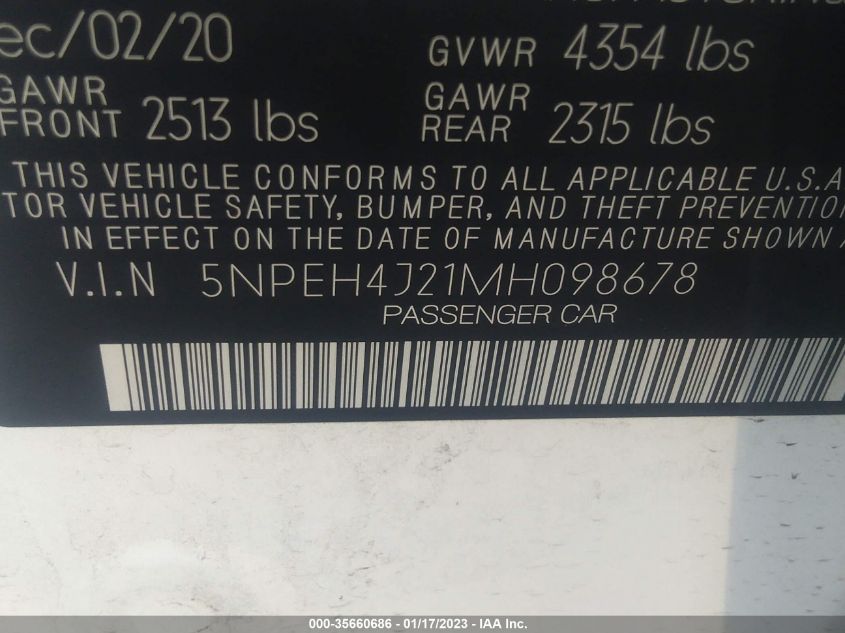 ec/02/20 GVWR 4354 lbs
GAWR FRONT 2513 lbs GAWR REAR 2315 lbs
THIS VEHICLE CONFORMS TO ALL APPLICABLE U.S.A
TOR VEHICLE SAFETY, BUMPER, AND THEFT PREVENTION
IN EFFECT ON THE DATE OF MANUFACTURE SHOWN
V.I.N 5NPEH4J21MH098678
PASSENGER CAR
000-35660686 - 01/17/2023 - IAA Inc.